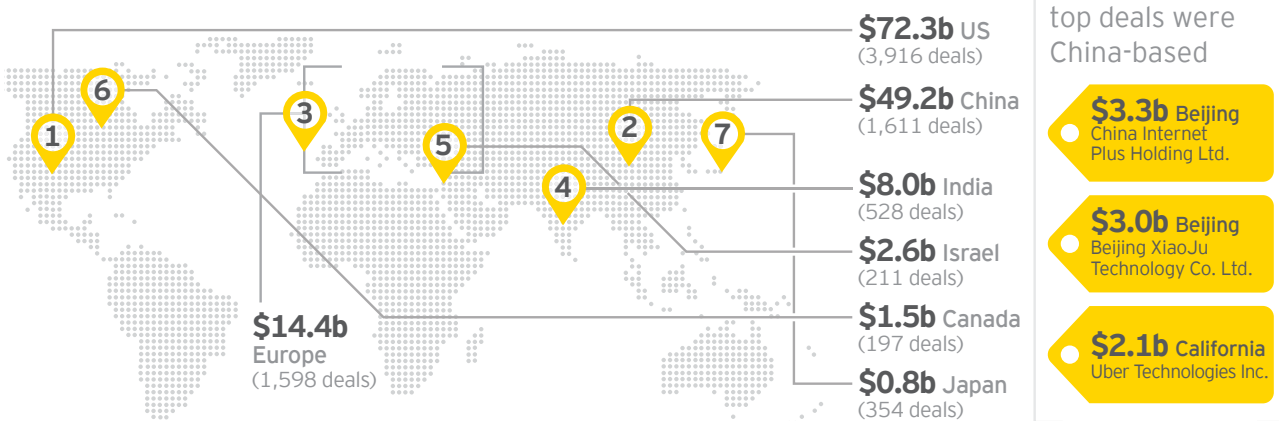 $72.3b US
(3,916 deals)
$49.2b China
(1,611 deals)
$8.0b India
(528 deals)
$2.6b Israel
(211 deals)
$1.5b Canada
(197 deals)
$0.8b Japan
(354 deals)
$14.4b
Europe
(1,598 deals)
1
2
3
4
5
6
7
top deals were
China-based
$3.3b Beijing
China Internet
Plus Holding Ltd.
$3.0b Beijing
Beijing XiaoJu
Technology Co. Ltd.
$2.1b California
Uber Technologies Inc.